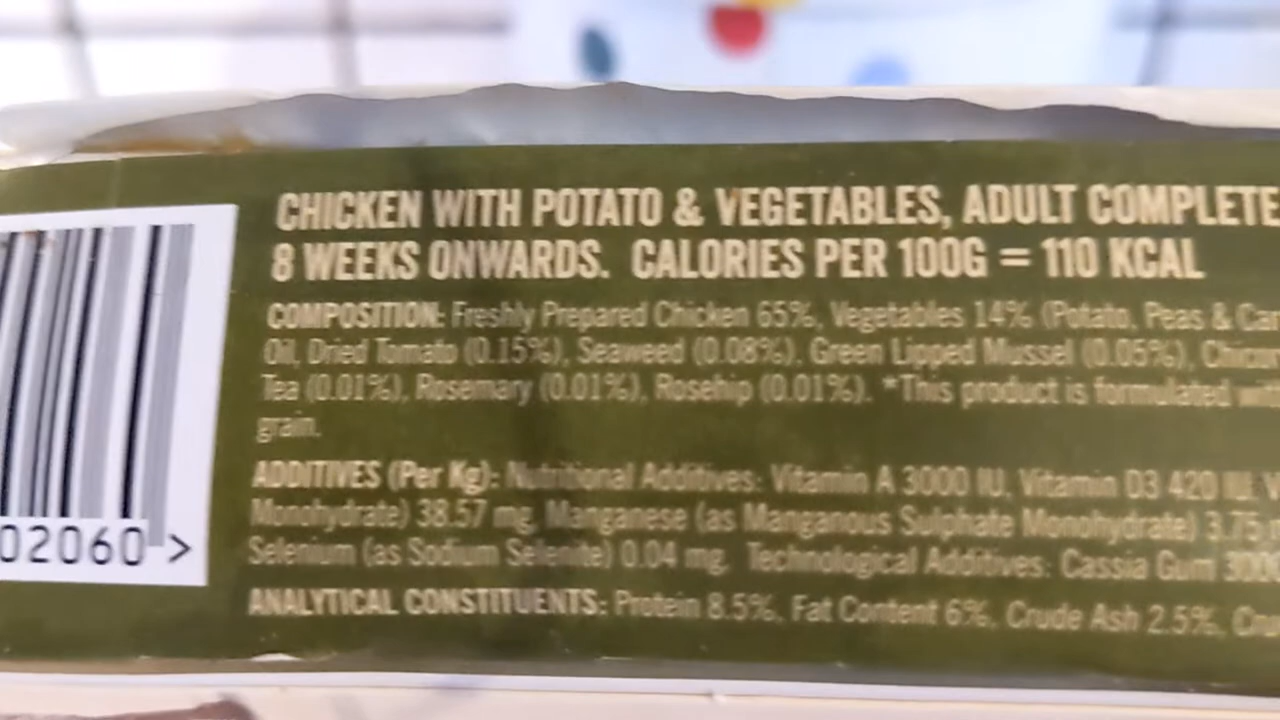 CHICKEN WITH POTATO & VEGETABLES, ADULT COMPLETE
8 WEEKS ONWARDS. CALORIES PER 100G = 110 KCAL
COMPOSITION: Freshly Prepared Chicken 65%, Vegetables 14% (Potato, Peas & Car
Oil, Dried Tomato (0.15%), Seaweed (0.08%), Green Lipped Mussel (0.05%), Chico
Tea (0.01%), Rosemary (0.01%), Rosehip (0.01%). *This product is formulated
grain.
ADDITIVES (Per Kg): Nutritional Additives: Vitamin A 3000 IU, Vitamin D3 420 IU, V
Monohydrate) 38.57 mg, Manganese (as Manganous Sulphate Monohydrate) 3.75
Selenium (as Sodium Selenite) 0.04 mg. Technological Additives: Cassia Gum
ANALYTICAL CONSTITUENTS: Protein 8.5%, Fat Content 6%, Crude Ash 2.5%,
02060 >